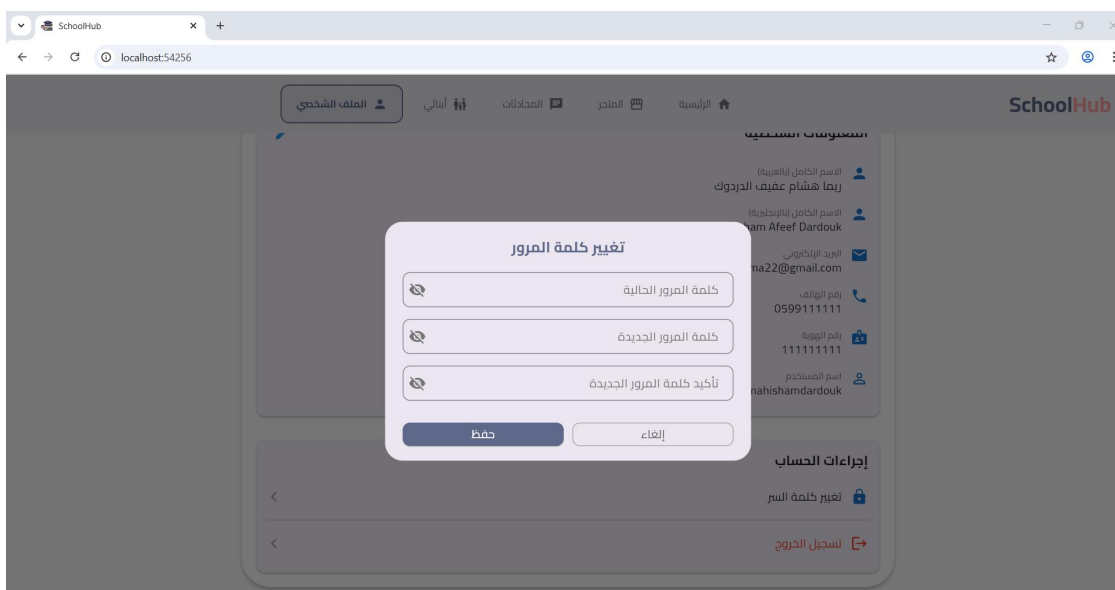 SchoolHub
localhost:54256
SchoolHub
الرئيسية
المتجر
المحادثات
أبنائي
الملف الشخصي
المعلومات الشخصية
الاسم الكامل (بالعربية)
ريما هشام عفيف الدردوك
الاسم الكامل (بالإنجليزية)
Afeef Dardouk
البريد الإلكتروني
ma22@gmail.com
رقم الهاتف
0599111111
رقم الهوية
111111111
اسم المستخدم
nahishamdardouk
تغيير كلمة المرور
كلمة المرور الحالية
كلمة المرور الجديدة
تأكيد كلمة المرور الجديدة
إلغاء
حفظ
إجراءات الحساب
تغيير كلمة السر
تسجيل الخروج